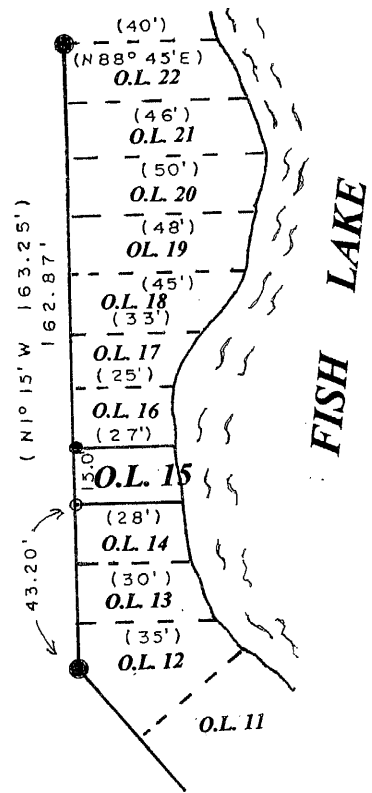 (40')
(N88° 45'E)
O.L. 22
(46')
O.L. 21
(50')
O.L. 20
(48')
OL. 19
(45')
O.L. 18
(33')
O.L. 17
(25')
O.L. 16
(27')
15.0'
O.L. 15
(28')
O.L. 14
(30')
O.L. 13
(35')
O.L. 12
O.L. 11
(N1° 15' W 163.25')
162.87'
43.20'
FISH LAKE